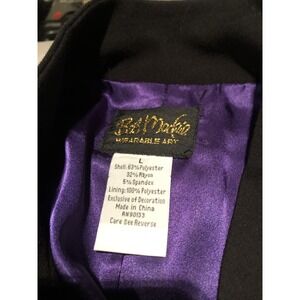 Bob Mackie
WEARABLE ART
L
Shell: 63% Polyester
32% Rayon
5% Spandex
Lining: 100% Polyester
Exclusive of Decoration
Made in China
RN90133
Care See Reverse